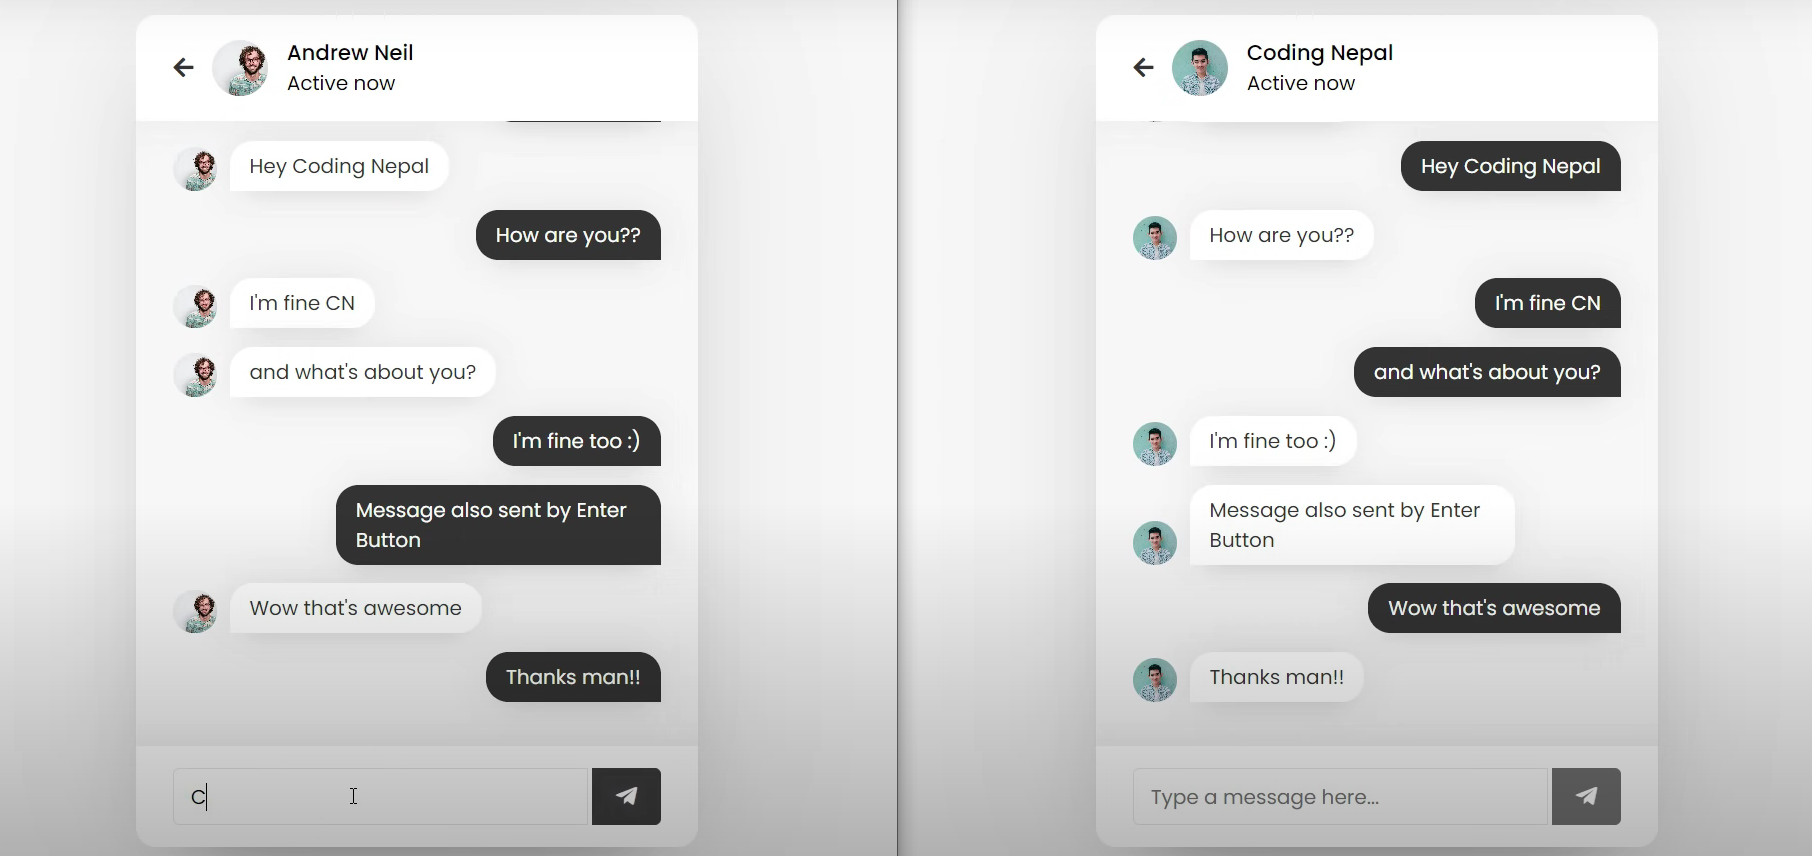 Andrew Neil
Active now
Hey Coding Nepal
How are you??
I'm fine CN
and what's about you?
I'm fine too :)
Message also sent by Enter
Button
Wow that's awesome
Thanks man!!
C
Coding Nepal
Active now
Hey Coding Nepal
How are you??
I'm fine CN
and what's about you?
I'm fine too :)
Message also sent by Enter
Button
Wow that's awesome
Thanks man!!
Type a message here...